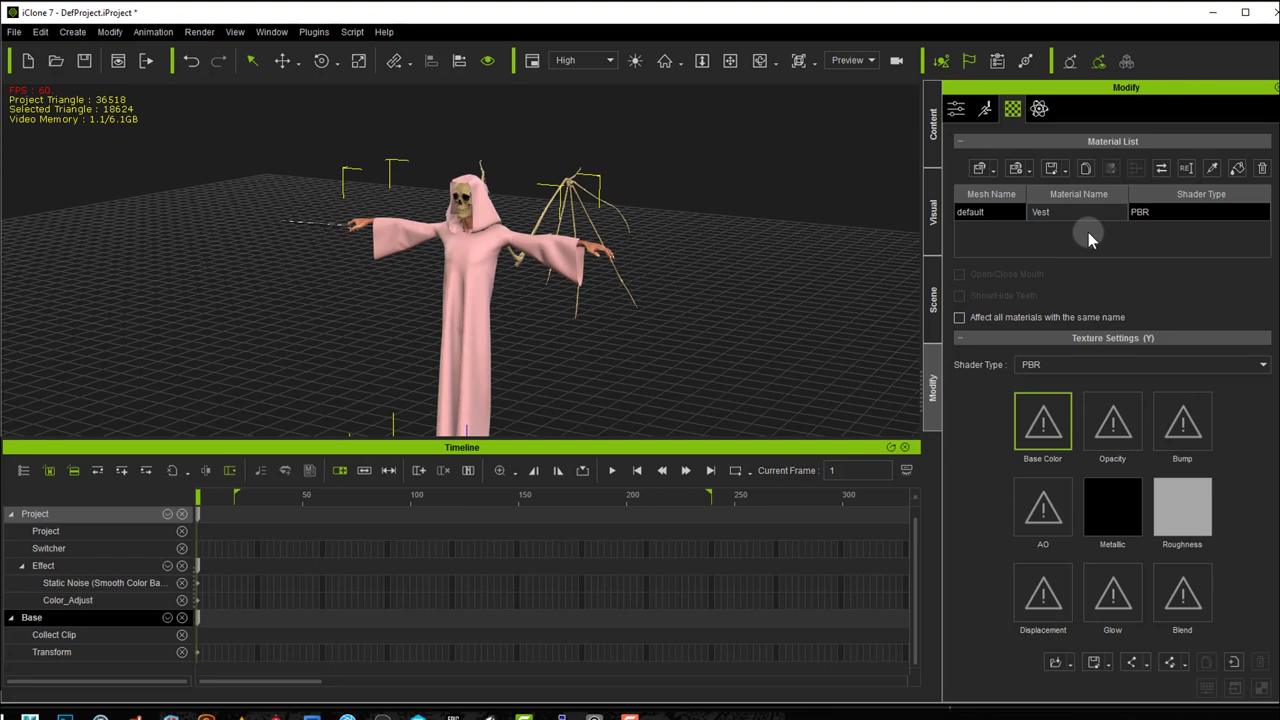 iClone 7 - DefProject.iProject *
File Edit Create Modify Animation Render View Window Plugins Script Help
High Preview
FPS : 60.
Project Triangle : 36518
Selected Triangle : 18624
Video Memory : 1.1/6.1GB
Content
Visual
Scene
Modify
Modify
Material List
Mesh Name Material Name Shader Type
default Vest PBR
Open/Close Mouth
Show/Hide Teeth
Affect all materials with the same name
Texture Settings (Y)
Shader Type : PBR
Base Color Opacity Bump
AO Metallic Roughness
Displacement Glow Blend
Timeline
Current Frame : 1
50 100 150 200 250 300
Project
Project
Switcher
Effect
Static Noise (Smooth Color Ba...
Color_Adjust
Base
Collect Clip
Transform